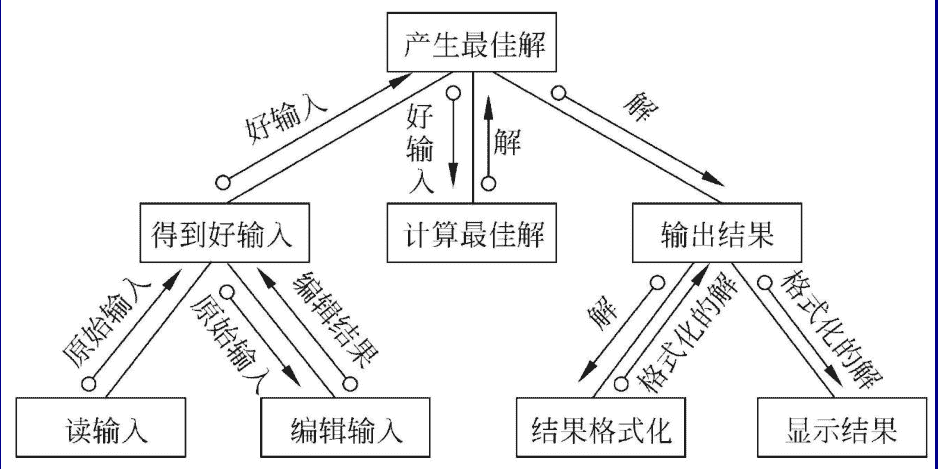 产生最佳解
好输入
好输入
解
解
得到好输入
计算最佳解
输出结果
原始输入
原始输入
编辑结果
解
格式化的解
格式化的解
读输入
编辑输入
结果格式化
显示结果